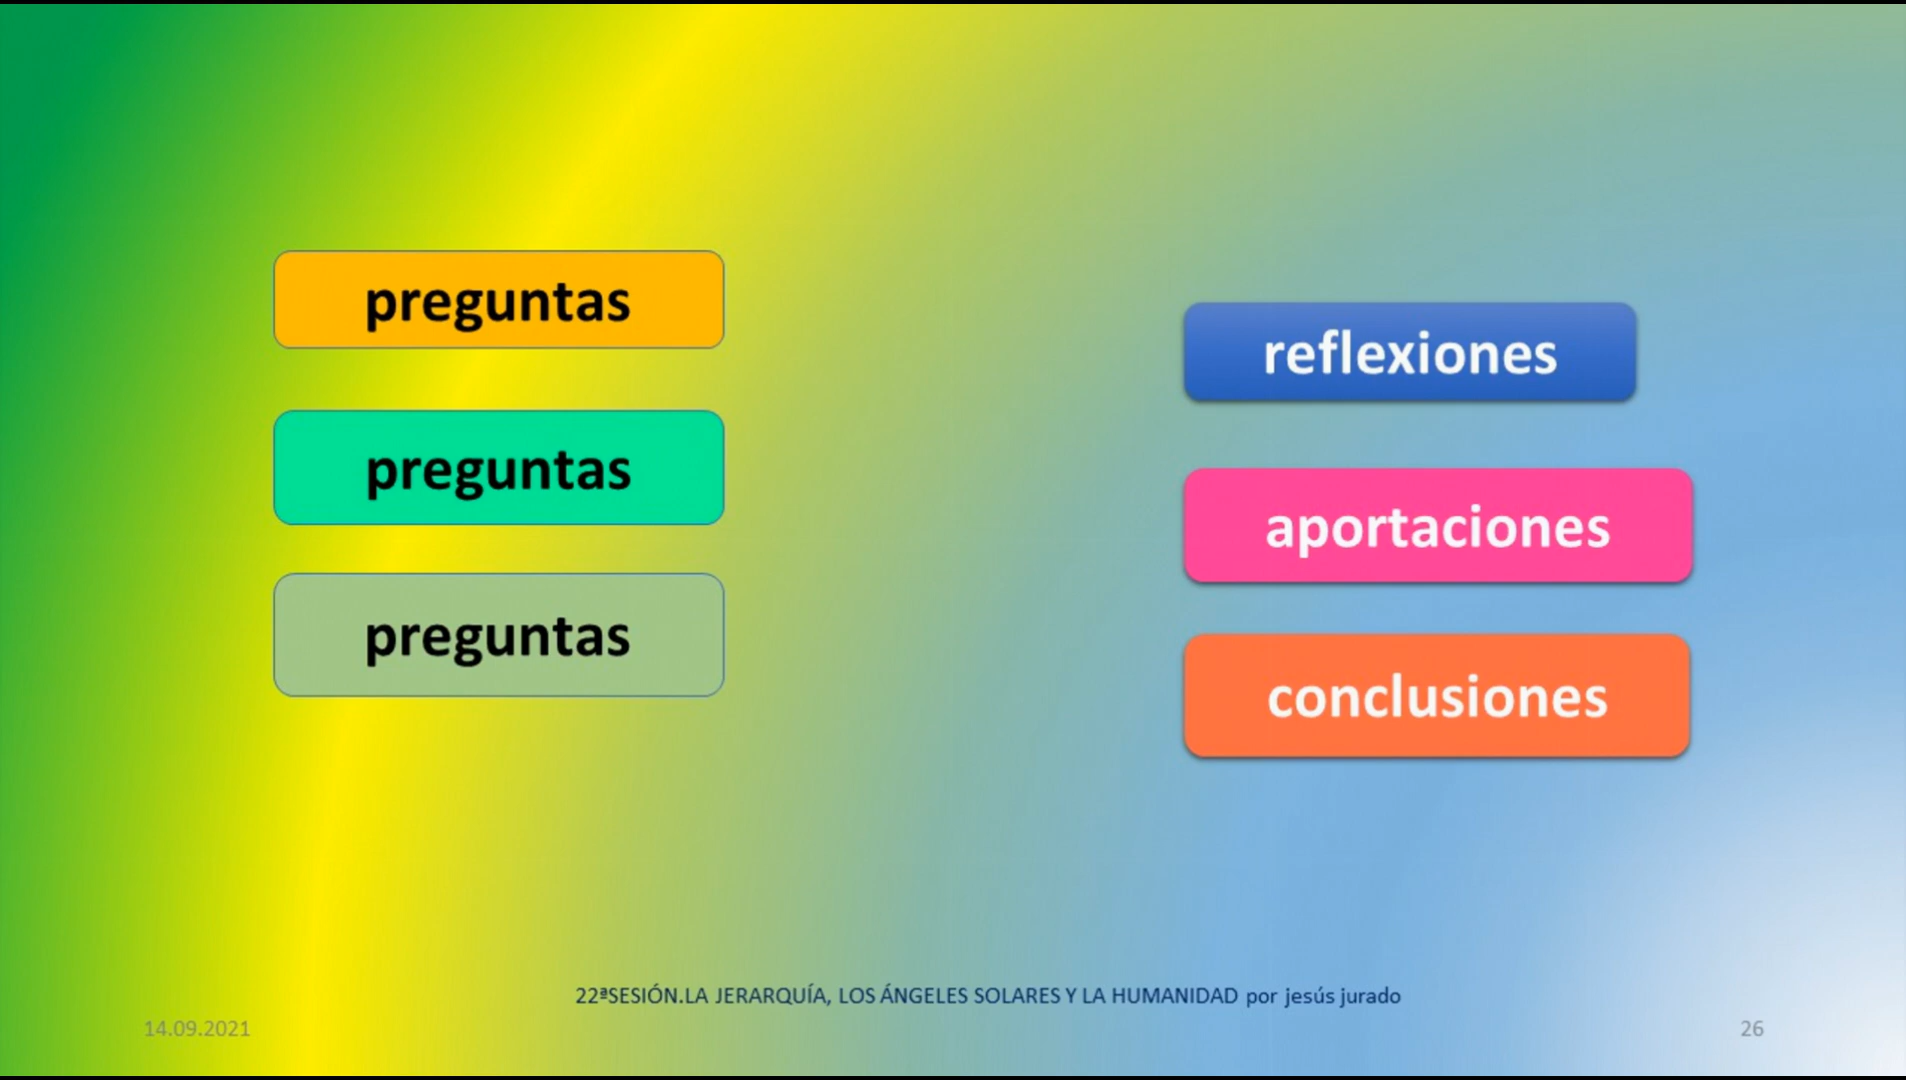 preguntas
preguntas
preguntas
reflexiones
aportaciones
conclusiones
22ªSESIÓN.LA JERARQUÍA, LOS ÁNGELES SOLARES Y LA HUMANIDAD por jesús jurado
14.09.2021
26